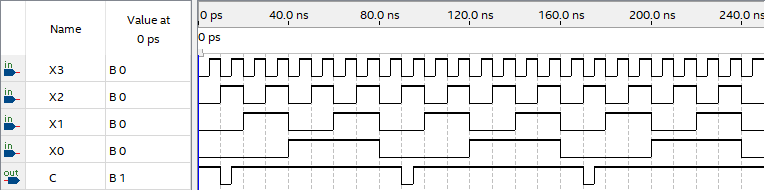 Name Value at 0 ps
0 ps 40.0 ns 80.0 ns 120.0 ns 160.0 ns 200.0 ns 240.0 ns
0 ps
in X3 B 0
in X2 B 0
in X1 B 0
in X0 B 0
out C B 1